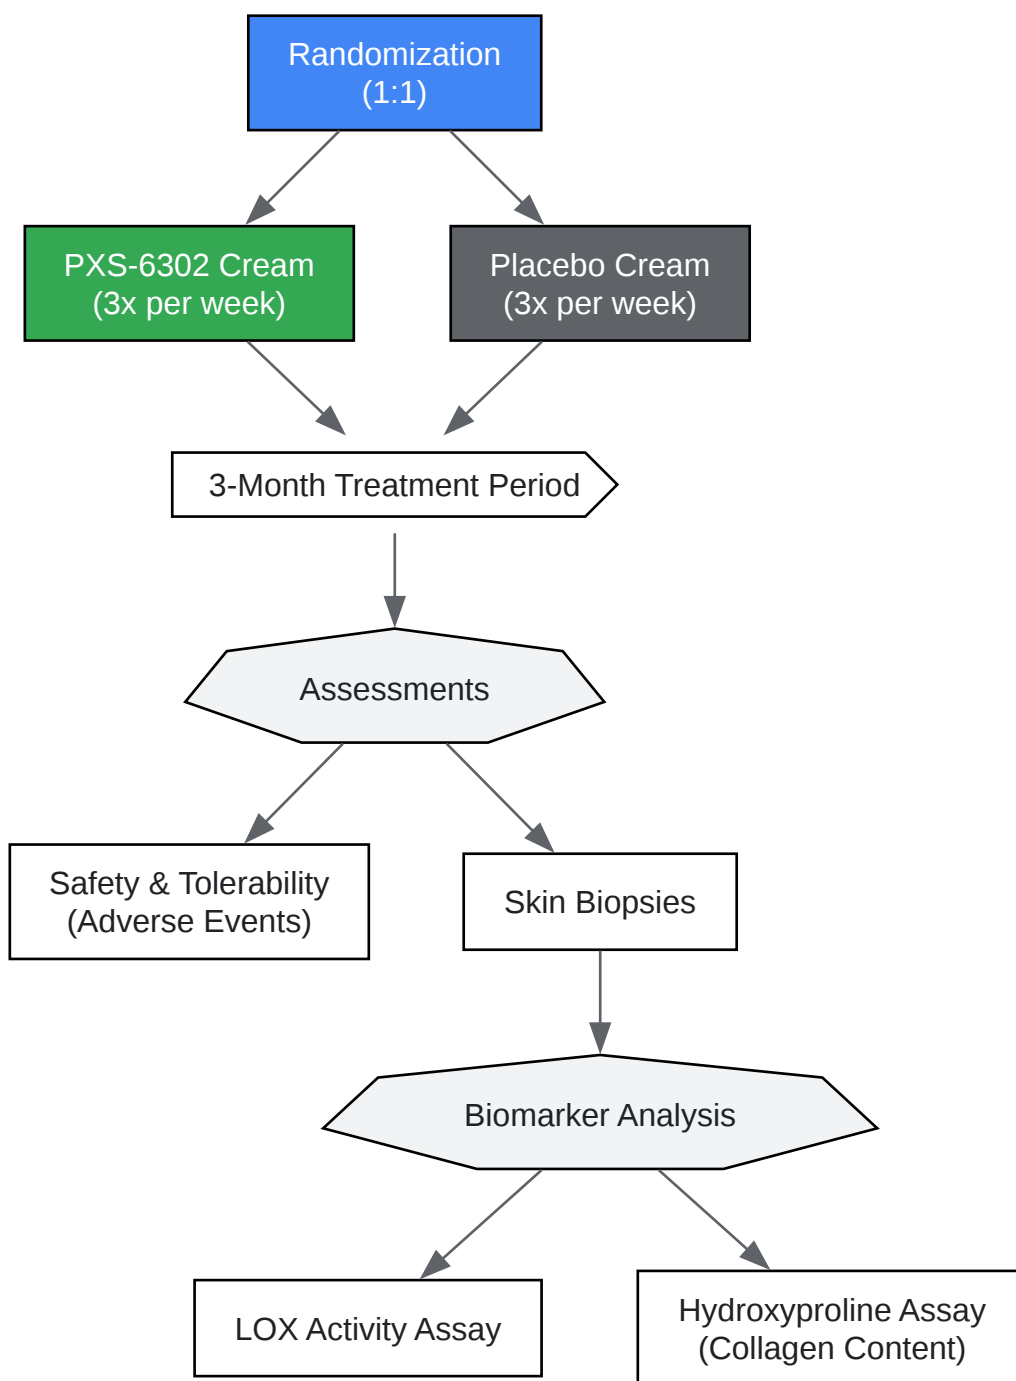 Randomization
(1:1)
PXS-6302 Cream
(3x per week)
Placebo Cream
(3x per week)
3-Month Treatment Period
Assessments
Safety & Tolerability
(Adverse Events)
Skin Biopsies
Biomarker Analysis
LOX Activity Assay
Hydroxyproline Assay
(Collagen Content)